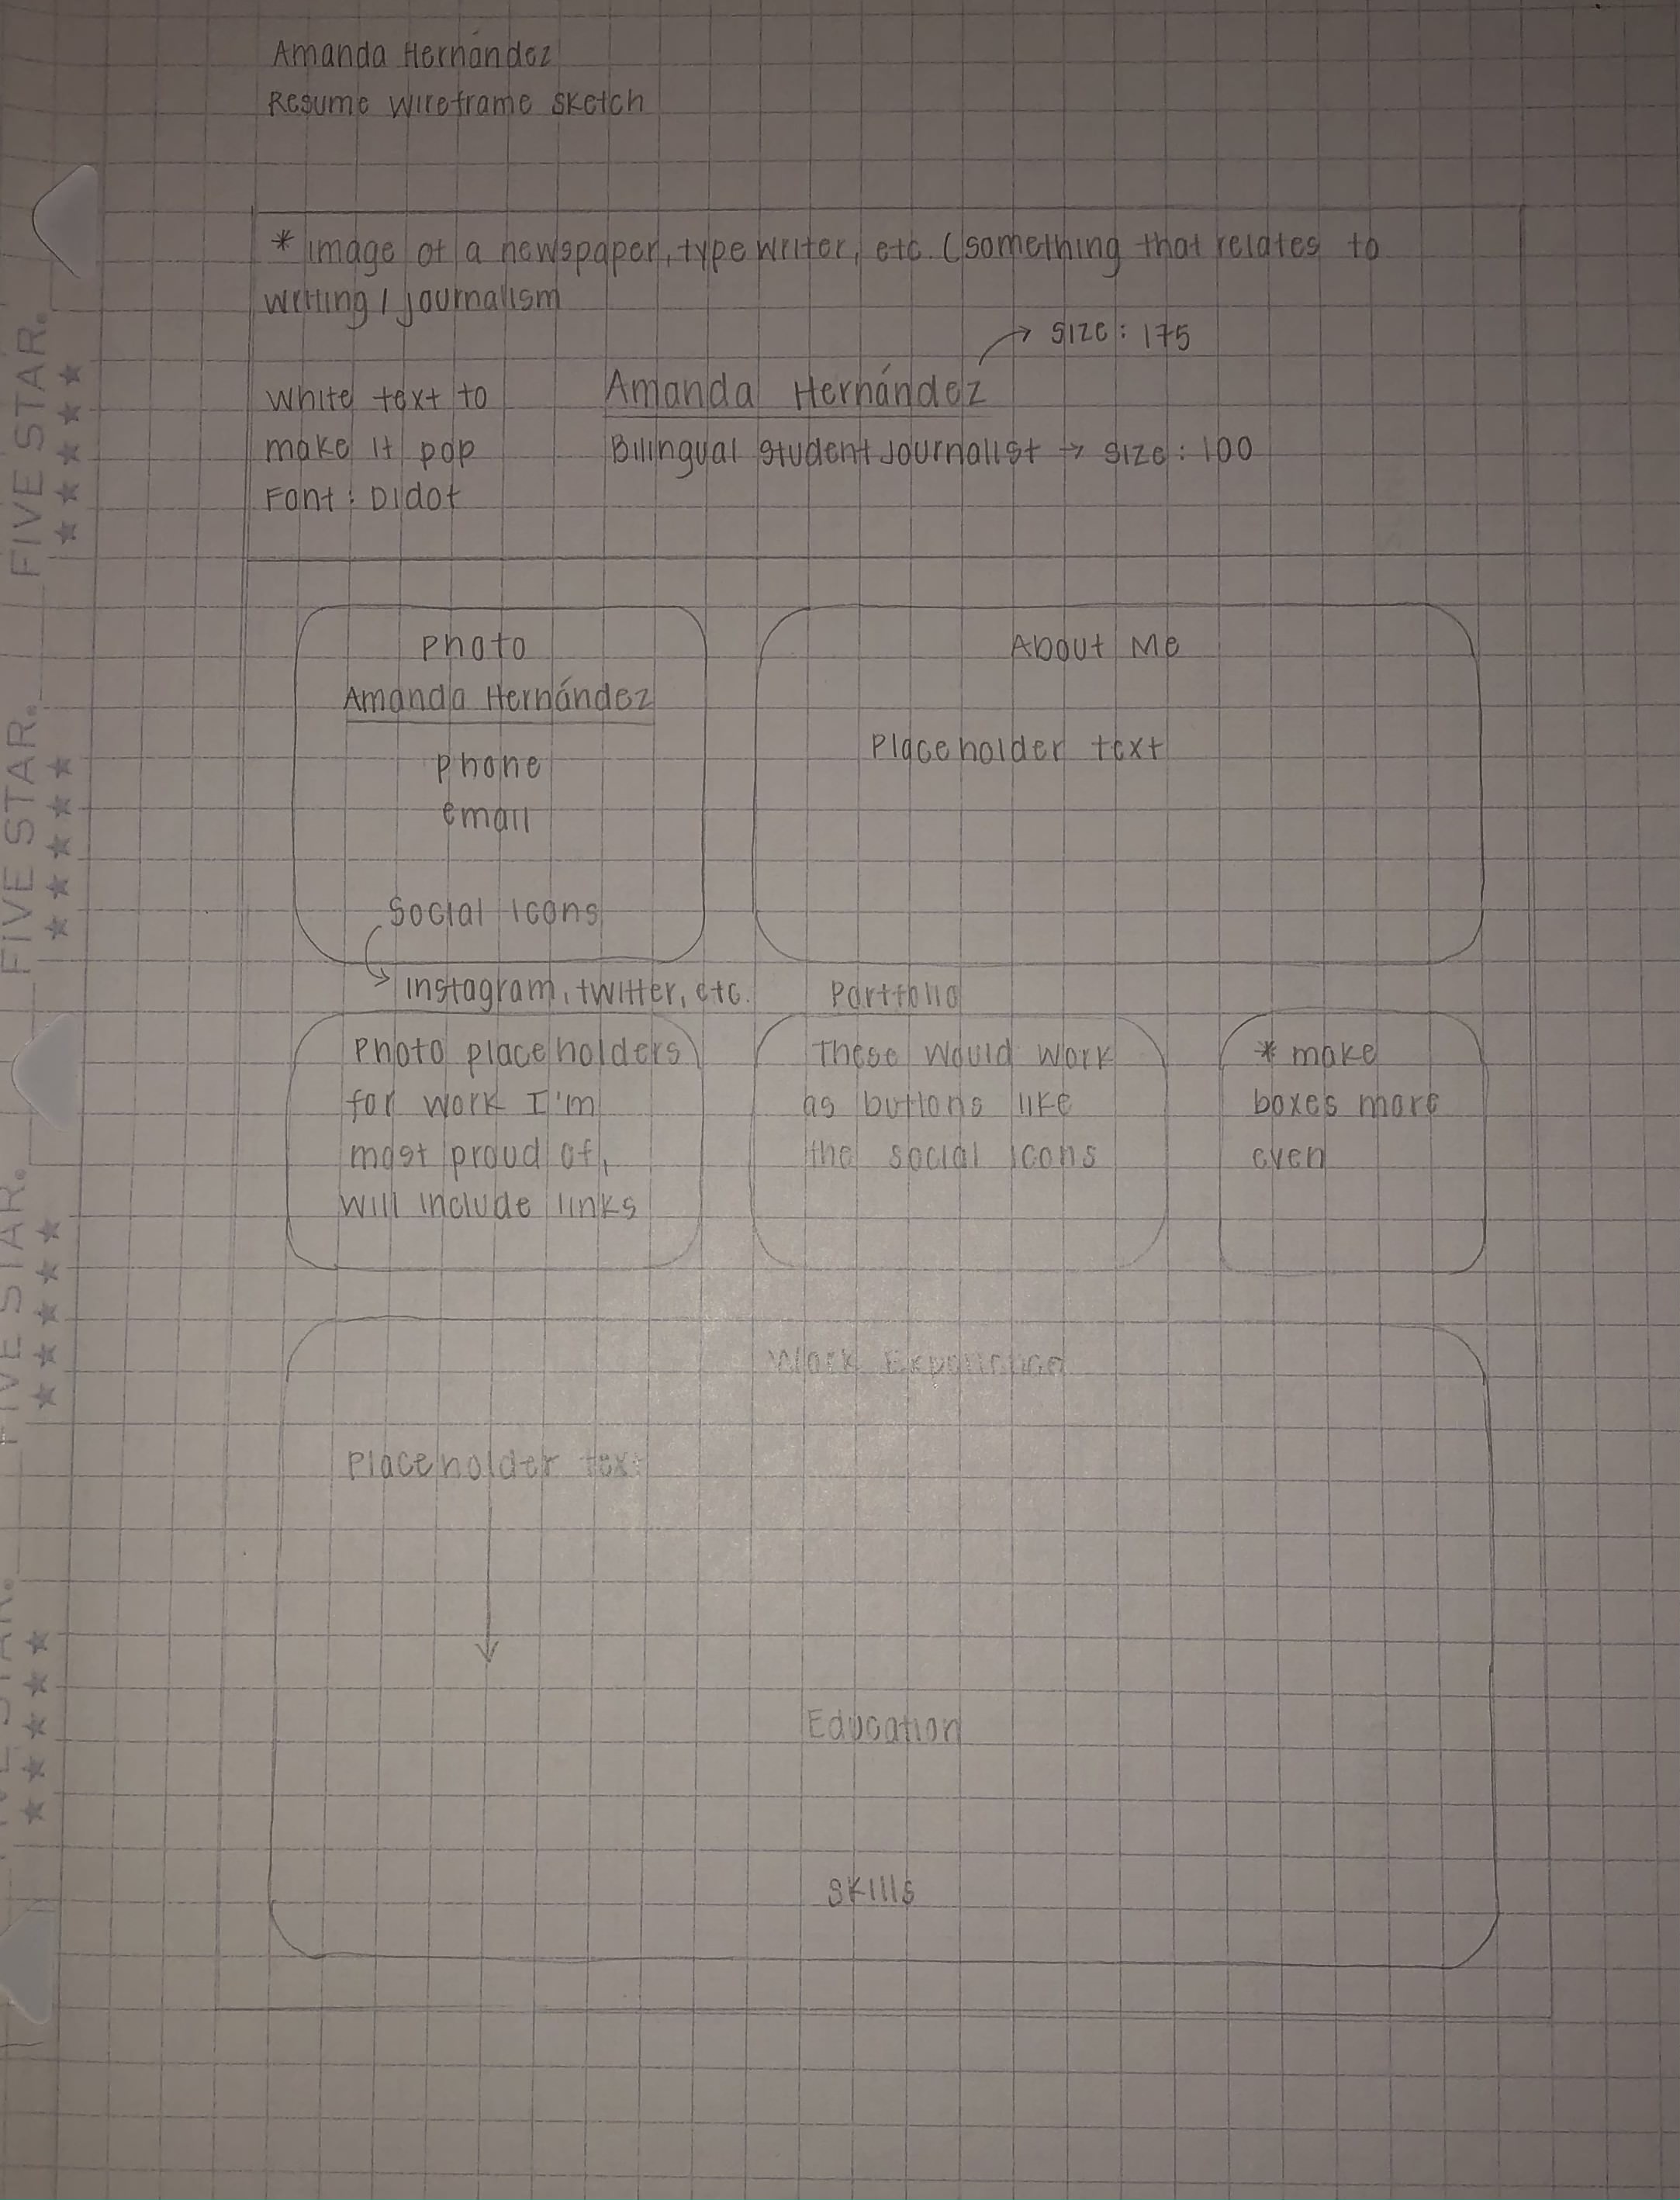 Amanda Hernández
Resume Wireframe Sketch
* image of a newspaper, typewriter, etc. (something that relates to
writing / journalism
→ size: 175
White text to
make it pop
Font: Didot
Amanda Hernández
Bilingual Student Journalist → size: 100
Photo
Amanda Hernández
phone
email
Social Icons
Instagram, twitter, etc.
About Me
Placeholder text
Portfolio
Photo placeholders
for work I'm
most proud of,
will include links
These would work
as buttons like
the social icons
* make
boxes more
even
Work Experience
Placeholder text
Education
Skills
FIVE STAR.
★★★★★
FIVE STAR.
★★★★★
FIVE STAR.
★★★★★
FIVE STAR.
★★★★★